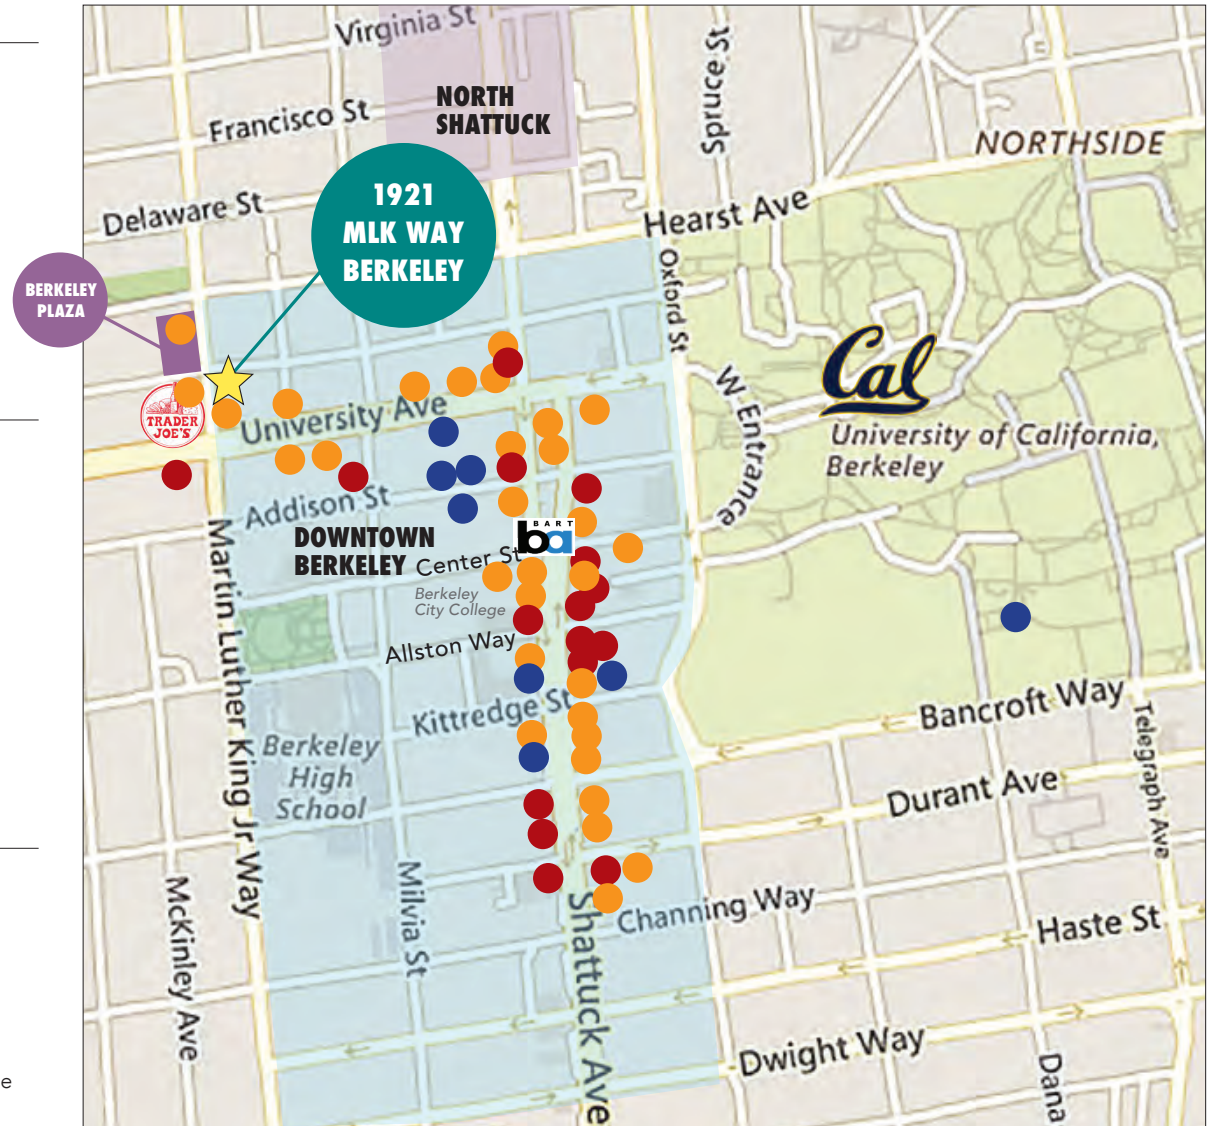 Virginia St
NORTH
SHATTUCK
Spruce St
Francisco St
NORTHSIDE
1921
MLK WAY
BERKELEY
Delaware St
Hearst Ave
BERKELEY
PLAZA
Oxford St
Cal
W Entrance
TRADER
JOE'S
University Ave
University of California,
Berkeley
Addison St
DOWNTOWN
BERKELEY
BART
ba
Center St
Berkeley
City College
Allston Way
Martin Luther King Jr Way
Kittredge St
Bancroft Way
Telegraph Ave
Berkeley
High
School
Durant Ave
Milvia St
McKinley Ave
Shattuck Ave
Channing Way
Haste St
Dwight Way
Dana
e